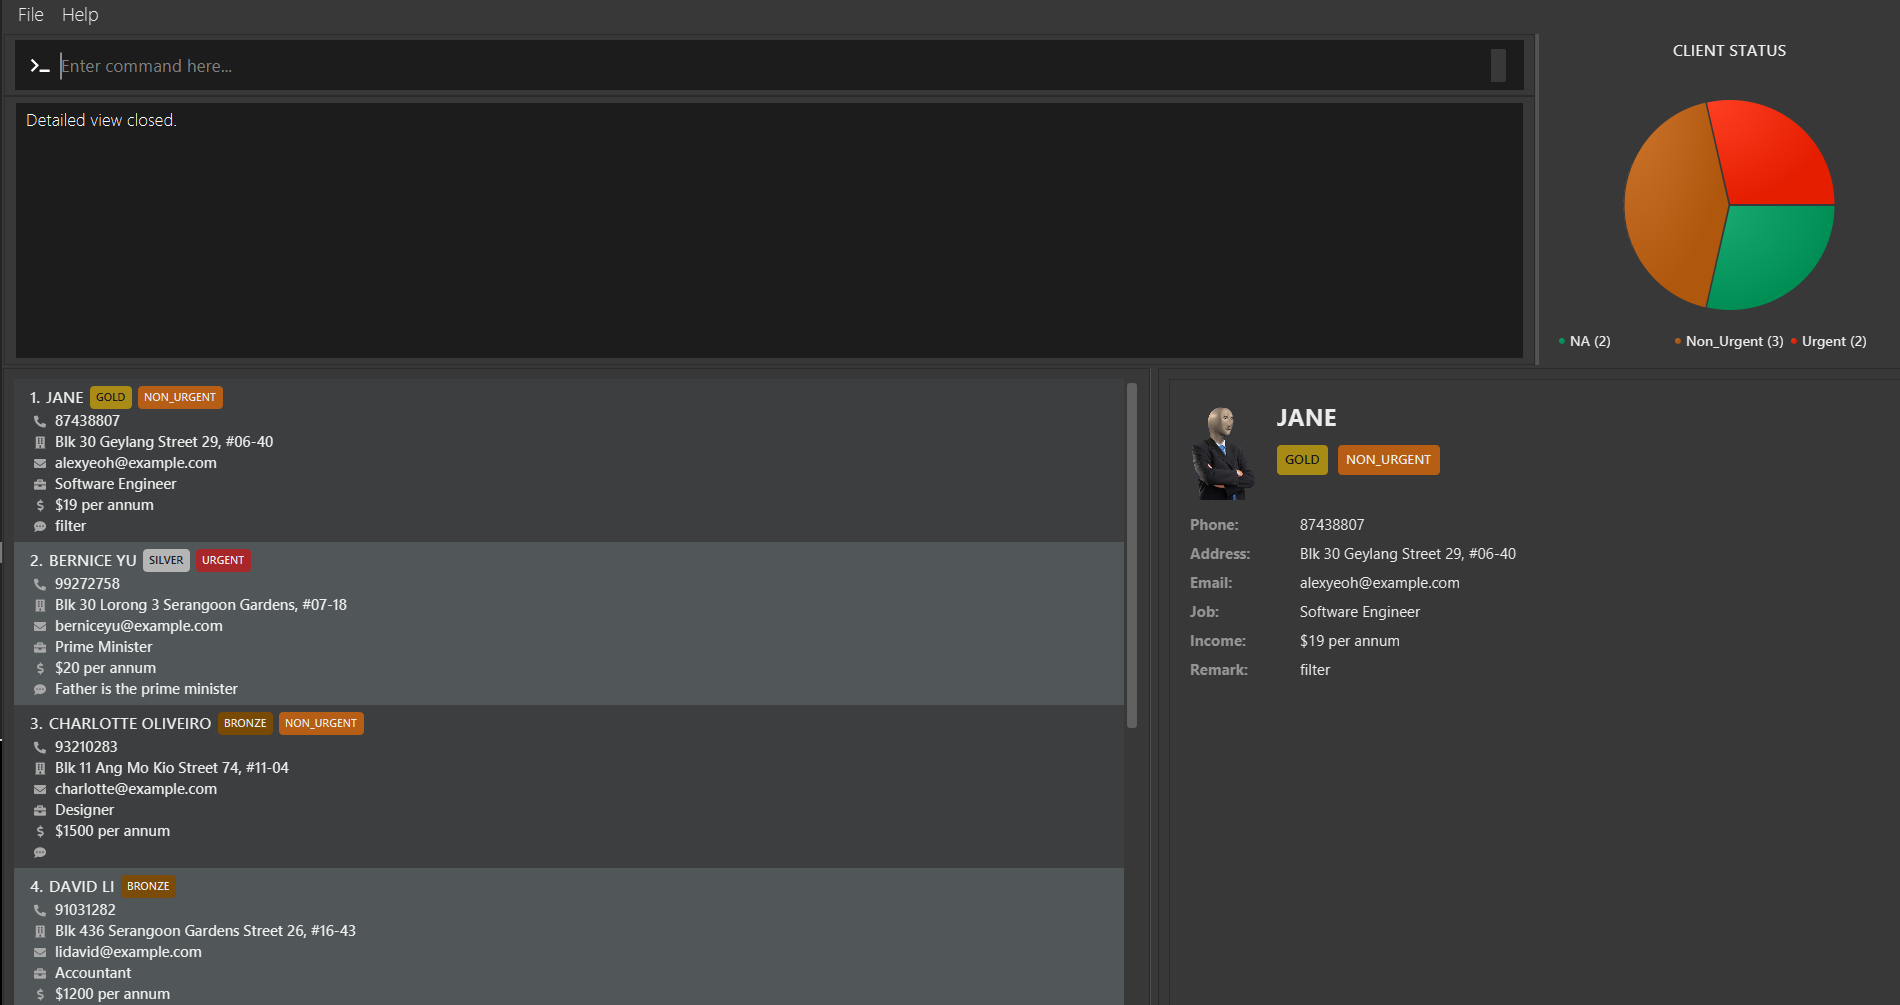 File Help
Enter command here...
Detailed view closed.
CLIENT STATUS
NA (2) Non_Urgent (3) Urgent (2)
1. JANE GOLD NON_URGENT
87438807
Blk 30 Geylang Street 29, #06-40
alexyeoh@example.com
Software Engineer
$19 per annum
filter
2. BERNICE YU SILVER URGENT
99272758
Blk 30 Lorong 3 Serangoon Gardens, #07-18
berniceyu@example.com
Prime Minister
$20 per annum
Father is the prime minister
3. CHARLOTTE OLIVEIRO BRONZE NON_URGENT
93210283
Blk 11 Ang Mo Kio Street 74, #11-04
charlotte@example.com
Designer
$1500 per annum
4. DAVID LI BRONZE
91031282
Blk 436 Serangoon Gardens Street 26, #16-43
lidavid@example.com
Accountant
$1200 per annum
JANE
GOLD NON_URGENT
Phone: 87438807
Address: Blk 30 Geylang Street 29, #06-40
Email: alexyeoh@example.com
Job: Software Engineer
Income: $19 per annum
Remark: filter